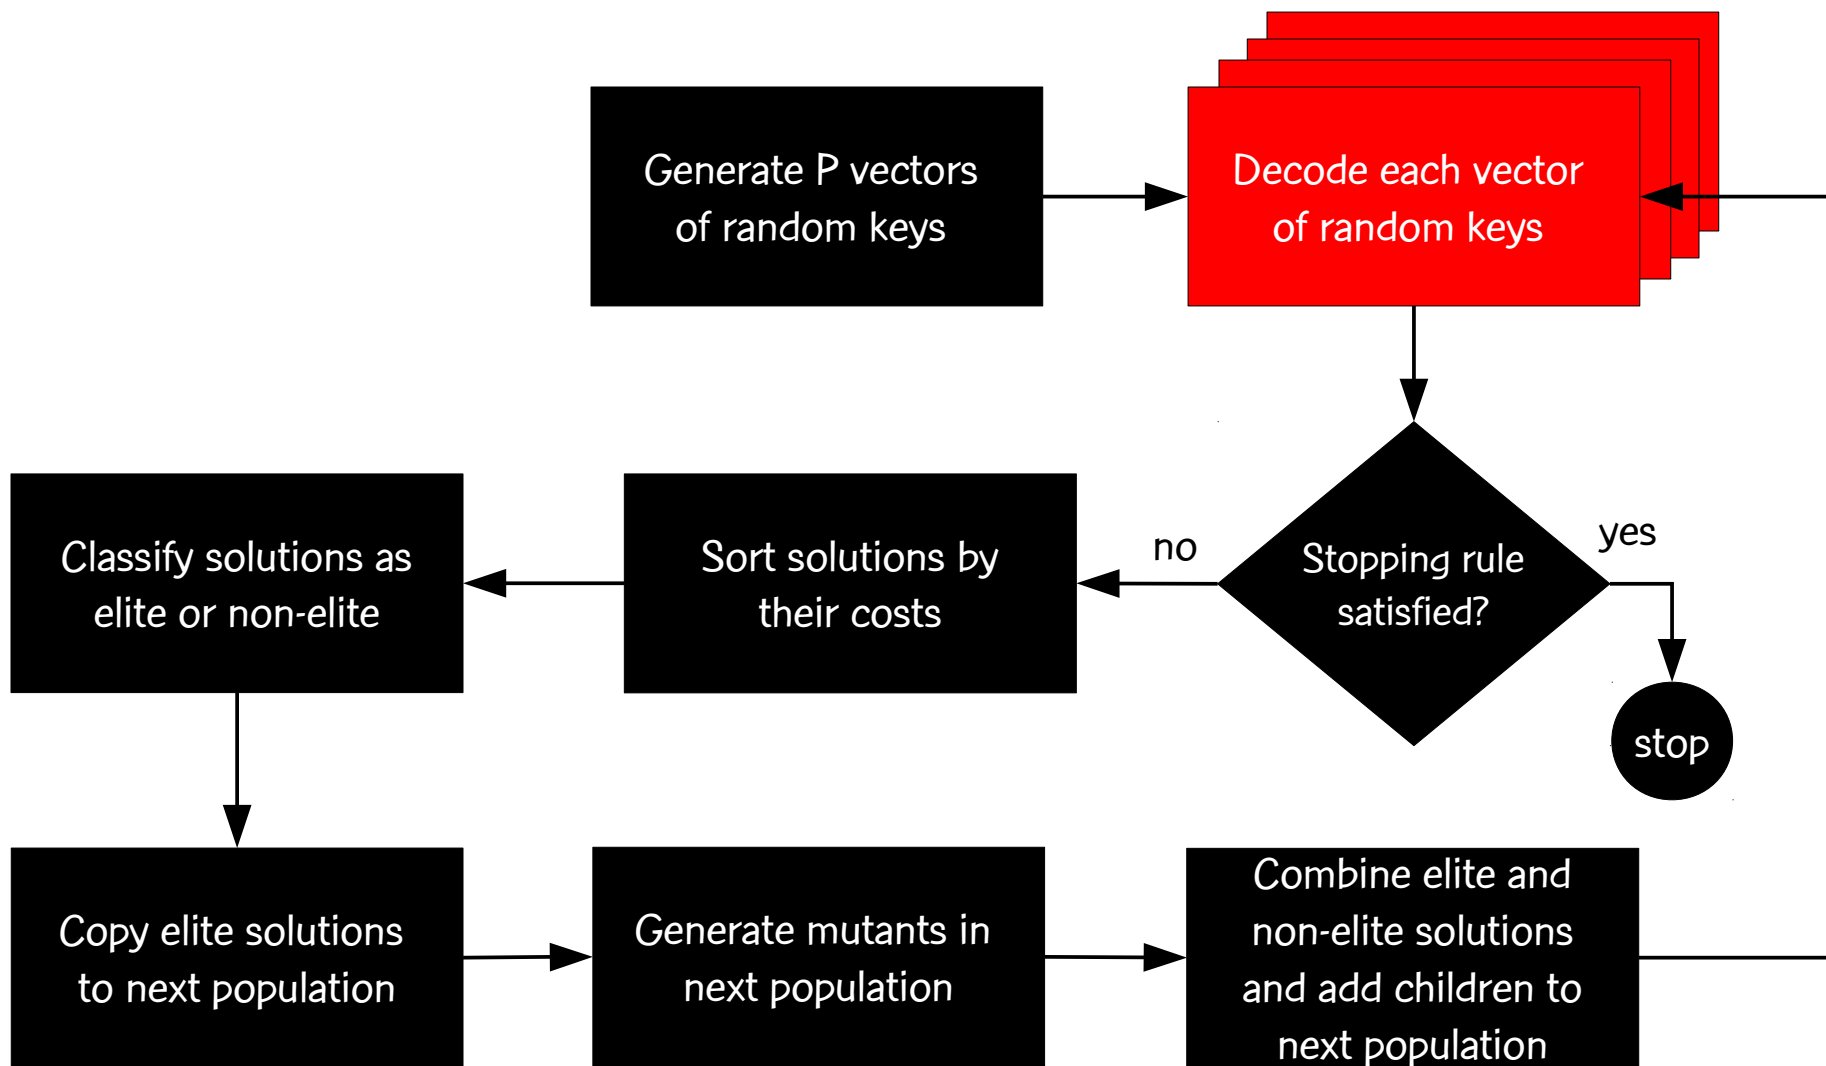 Generate P vectors
of random keys
Decode each vector
of random keys
Classify solutions as
elite or non-elite
Sort solutions by
their costs
no
Stopping rule
satisfied?
yes
stop
Copy elite solutions
to next population
Generate mutants in
next population
Combine elite and
non-elite solutions
and add children to
next population